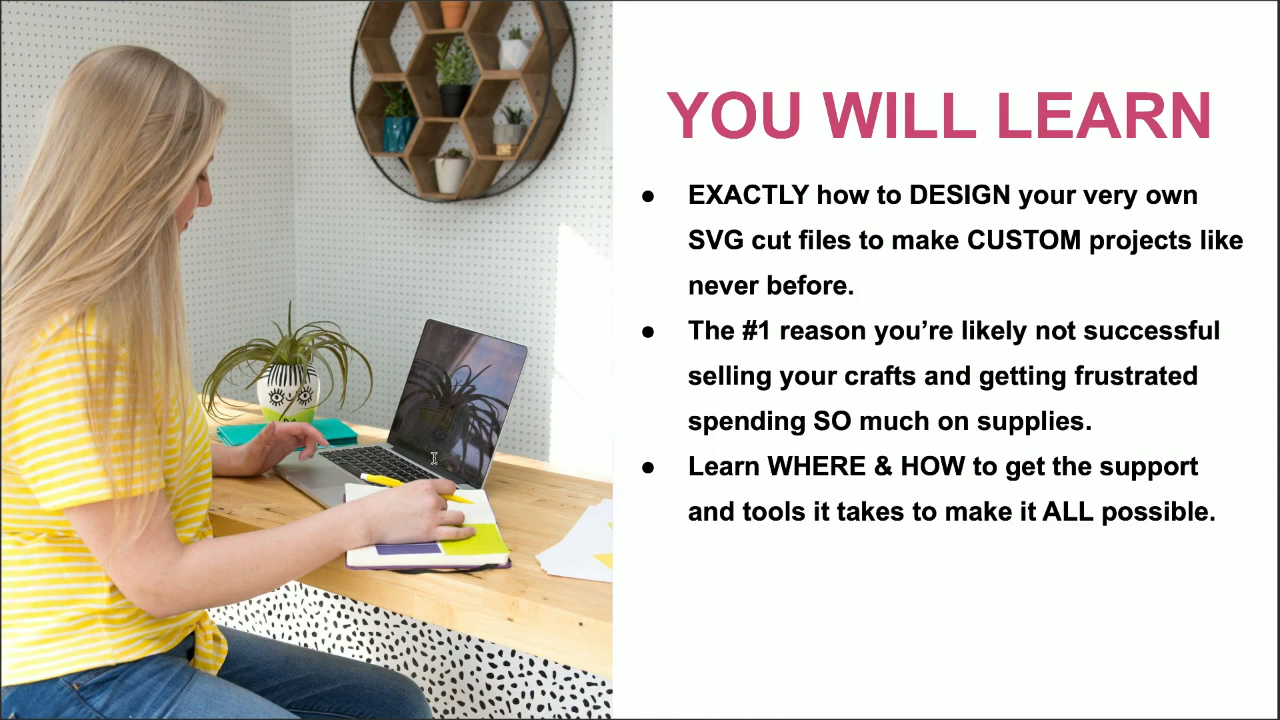 YOU WILL LEARN
● EXACTLY how to DESIGN your very own
SVG cut files to make CUSTOM projects like
never before.
● The #1 reason you’re likely not successful
selling your crafts and getting frustrated
spending SO much on supplies.
● Learn WHERE & HOW to get the support
and tools it takes to make it ALL possible.